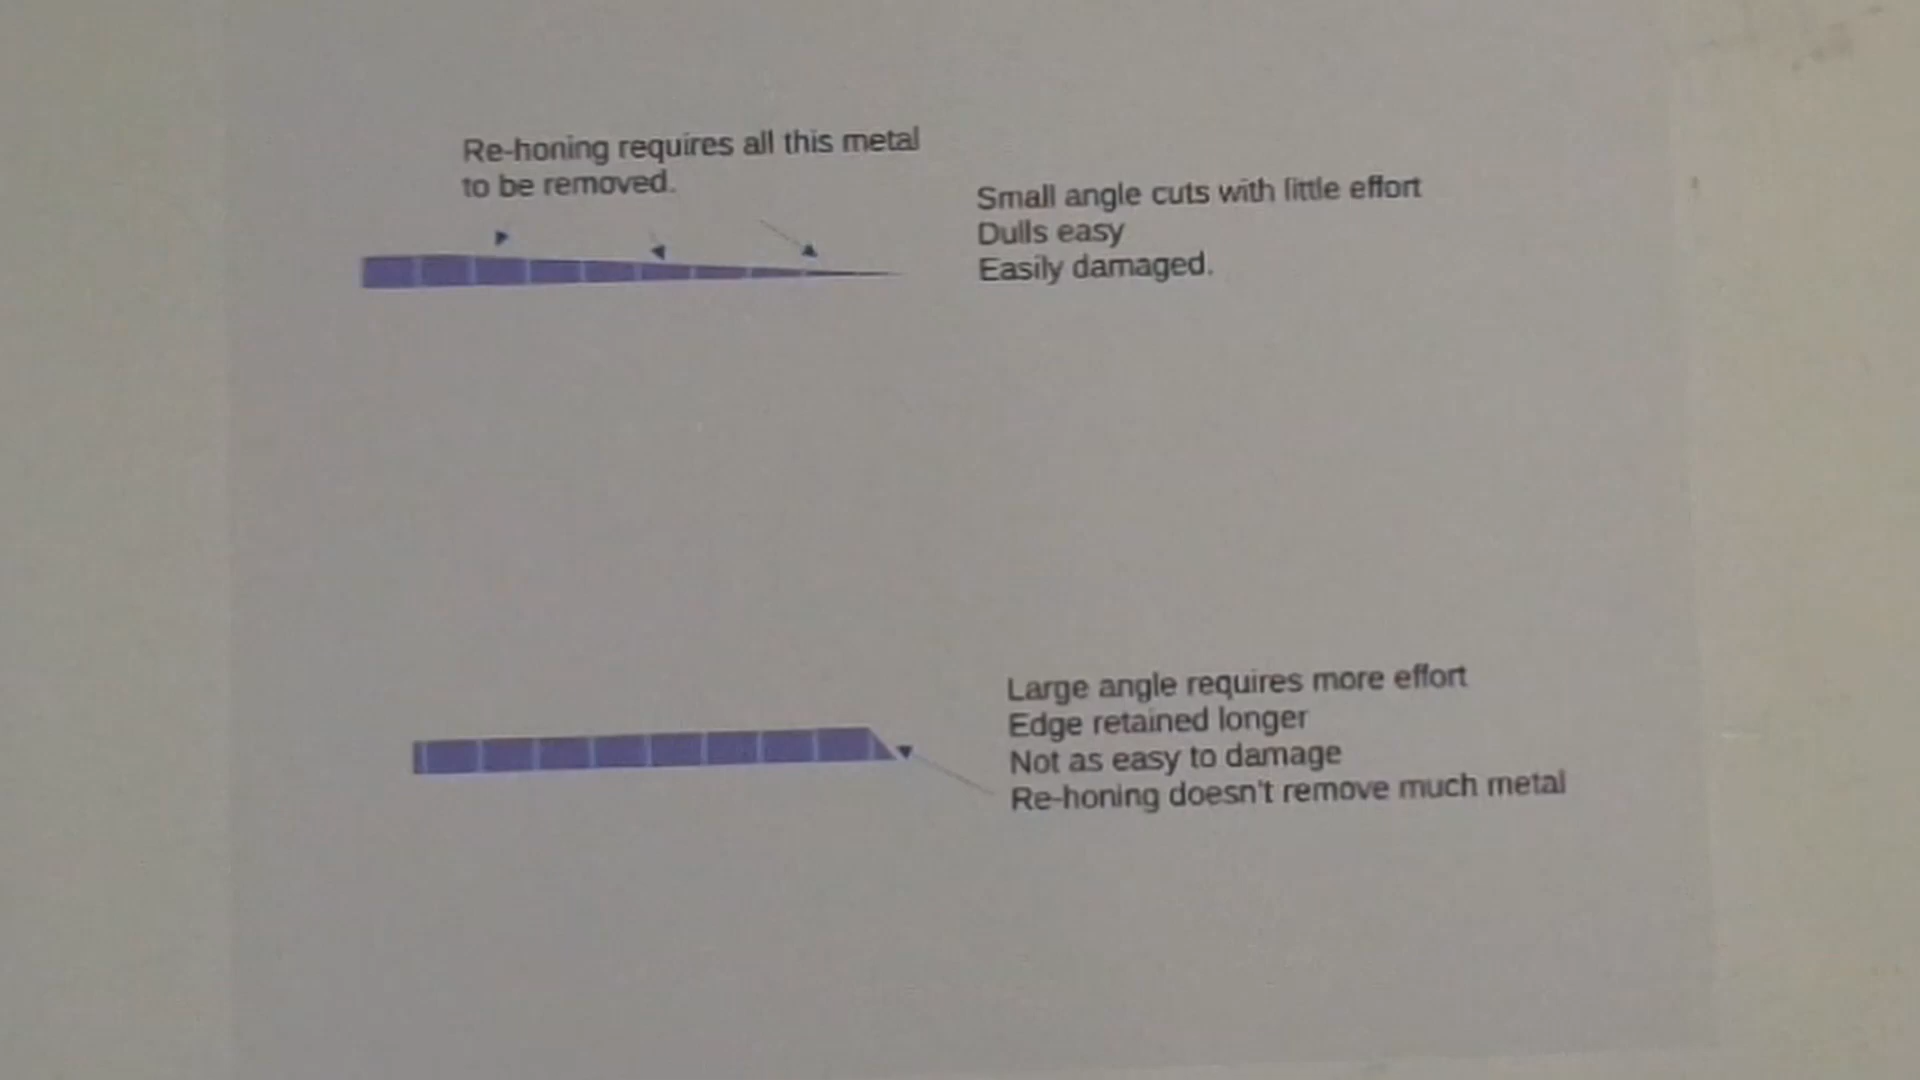 Re-honing requires all this metal
to be removed.
Small angle cuts with little effort
Dulls easy
Easily damaged.
Large angle requires more effort
Edge retained longer
Not as easy to damage
Re-honing doesn't remove much metal